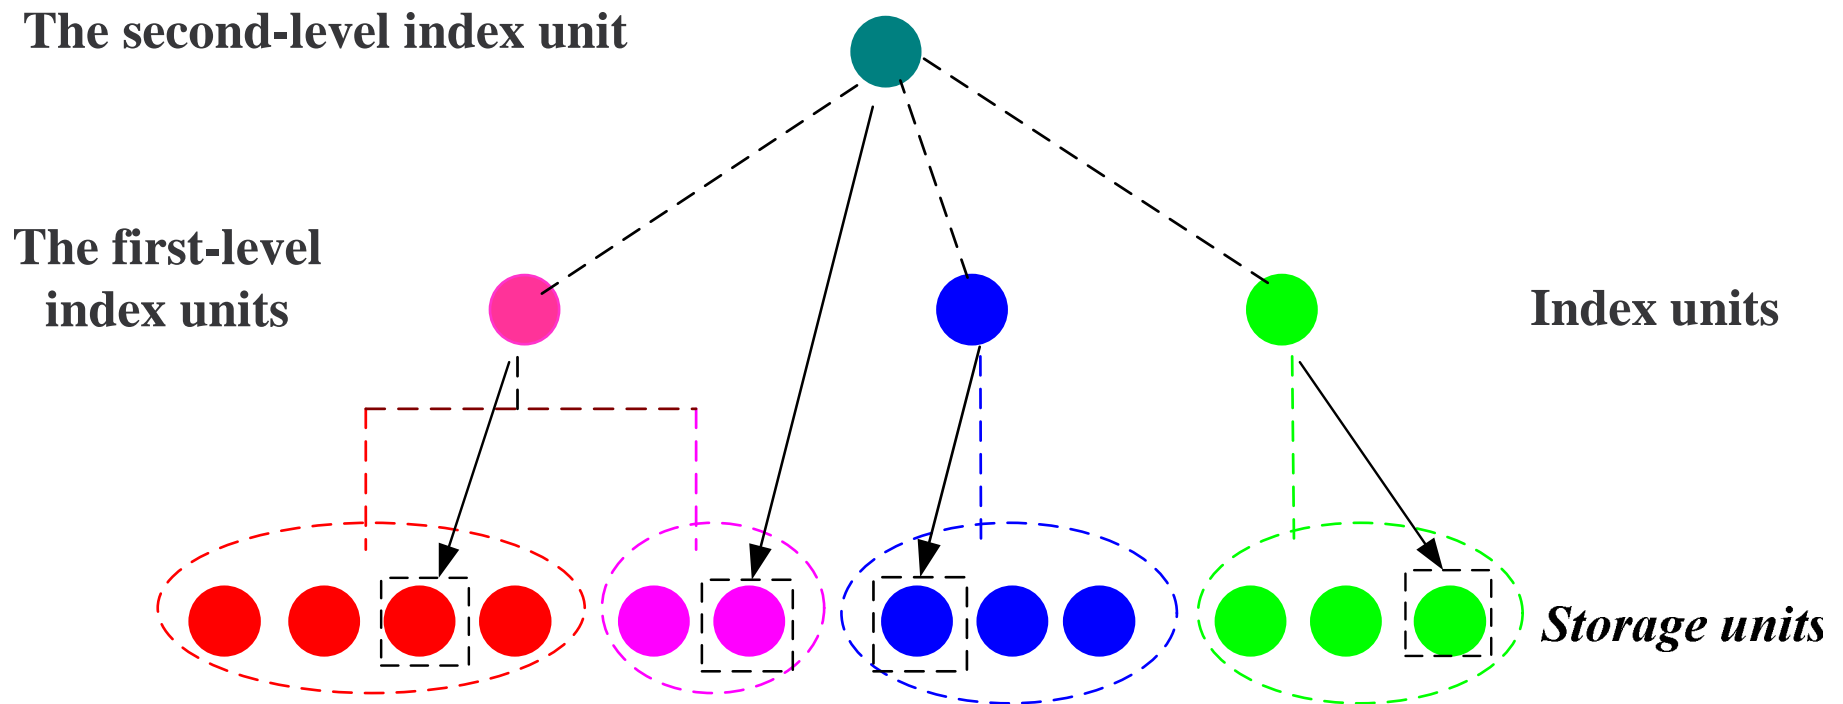 The second-level index unit
The first-level
index units
Index units
Storage units